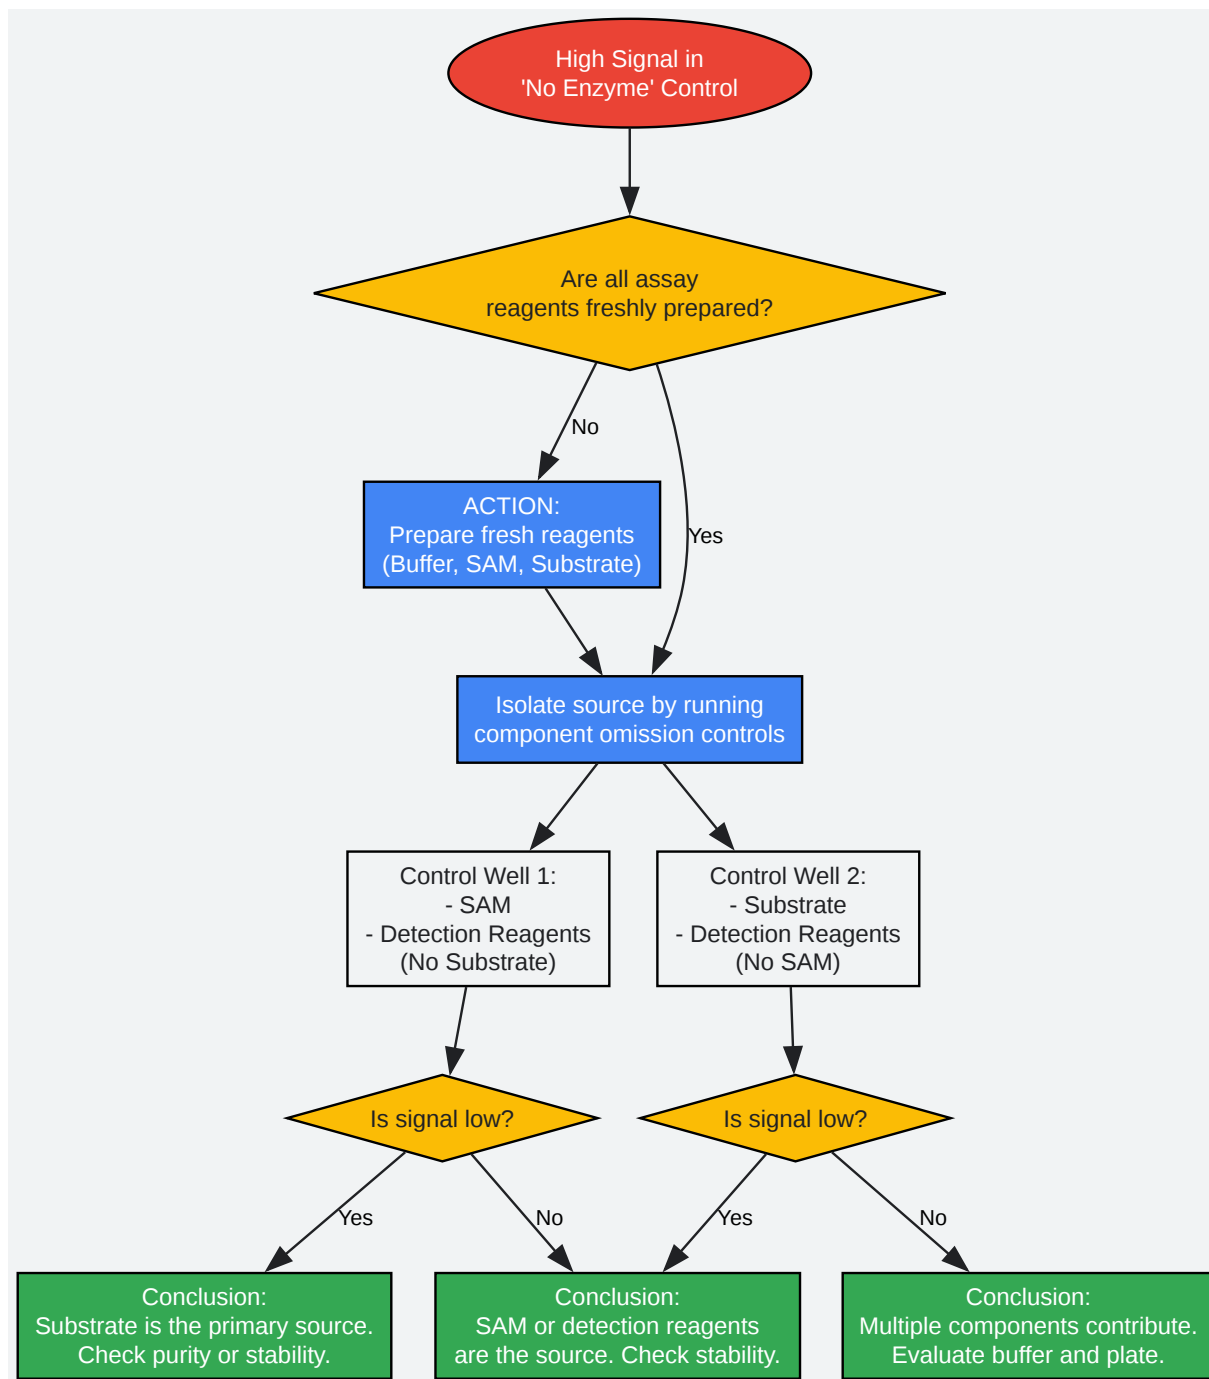 High Signal in
'No Enzyme' Control
Are all assay
reagents freshly prepared?
No
Yes
ACTION:
Prepare fresh reagents
(Buffer, SAM, Substrate)
Isolate source by running
component omission controls
Control Well 1:
- SAM
- Detection Reagents
(No Substrate)
Control Well 2:
- Substrate
- Detection Reagents
(No SAM)
Is signal low?
Is signal low?
Yes
No
Yes
No
Conclusion:
Substrate is the primary source.
Check purity or stability.
Conclusion:
SAM or detection reagents
are the source. Check stability.
Conclusion:
Multiple components contribute.
Evaluate buffer and plate.